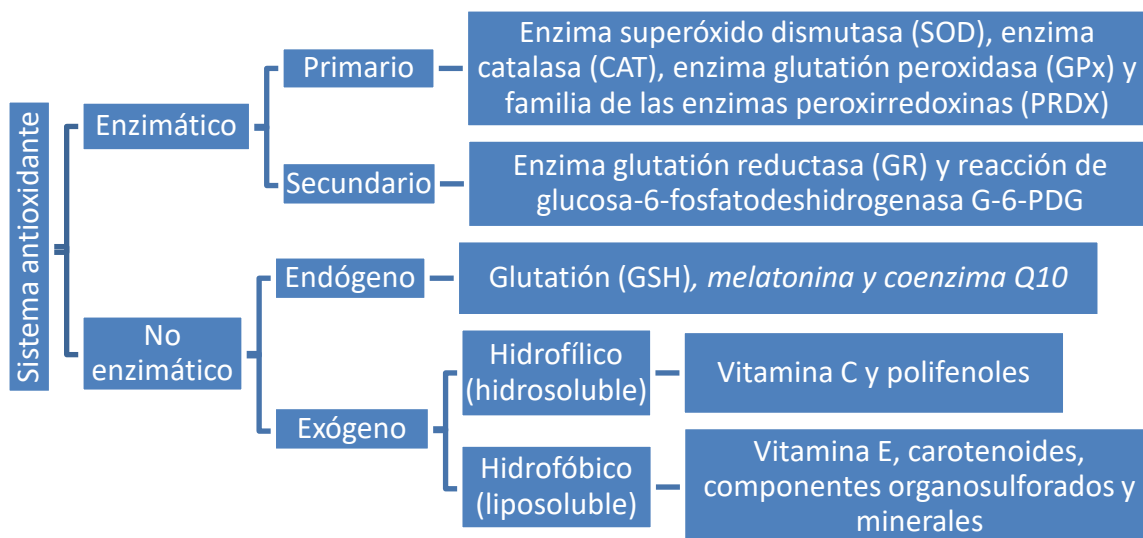 Sistema antioxidante
Enzimático
Primario
Enzima superóxido dismutasa (SOD), enzima
catalasa (CAT), enzima glutatión peroxidasa (GPx) y
familia de las enzimas peroxirredoxinas (PRDX)
Secundario
Enzima glutatión reductasa (GR) y reacción de
glucosa-6-fosfatodeshidrogenasa G-6-PDG
No
enzimático
Endógeno
Glutatión (GSH), melatonina y coenzima Q10
Exógeno
Hidrofílico
(hidrosoluble)
Vitamina C y polifenoles
Hidrofóbico
(liposoluble)
Vitamina E, carotenoides,
componentes organosulforados y
minerales